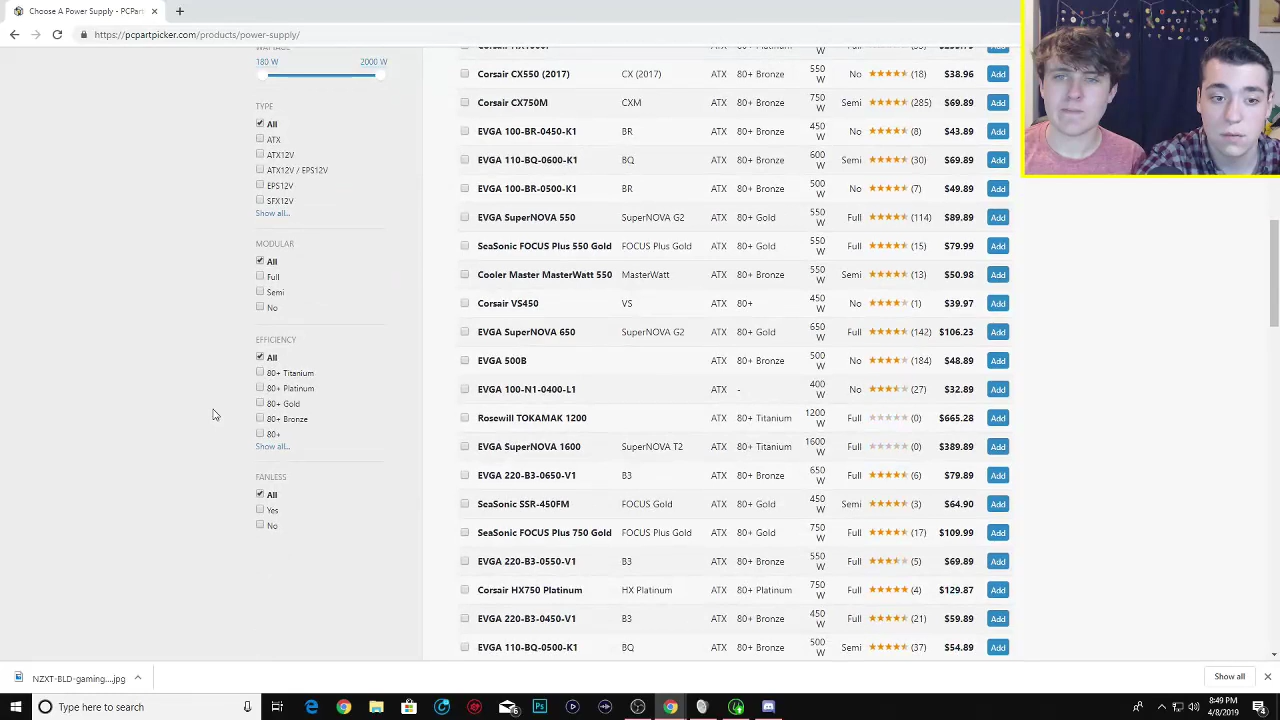 Choose A Power Supply - PCPart
https://pcpartpicker.com/products/power-supply/
WATTAGE
180 W 2000 W
TYPE
All
ATX
ATX12V
ATX12V / EPS12V
EPS12V
SFX12V
Show all...
MODULAR
All
Full
Semi
No
EFFICIENCY
All
80+ Titanium
80+ Platinum
80+ Gold
80+ Bronze
80+
Show all...
FANLESS
All
Yes
No
Corsair CX550 (2017) CX (2017) ATX 80+ Bronze 550 W No (18) $38.96 Add
Corsair CX750M CXM ATX 80+ Bronze 750 W Semi (285) $69.89 Add
EVGA 100-BR-0450-K1 BR ATX 80+ Bronze 450 W No (8) $43.89 Add
EVGA 110-BQ-0600-K1 BQ ATX 80+ Bronze 600 W Semi (30) $69.89 Add
EVGA 100-BR-0500-K1 BR ATX 80+ Bronze 500 W No (7) $49.89 Add
EVGA SuperNOVA 550 SuperNOVA G2 ATX 80+ Gold 550 W Full (114) $89.89 Add
SeaSonic FOCUS Plus 550 Gold FOCUS Plus Gold ATX 80+ Gold 550 W Full (15) $79.99 Add
Cooler Master MasterWatt 550 MasterWatt ATX 80+ Bronze 550 W Semi (13) $50.98 Add
Corsair VS450 VS ATX 80+ 450 W No (1) $39.97 Add
EVGA SuperNOVA 650 SuperNOVA G2 ATX 80+ Gold 650 W Full (142) $106.23 Add
EVGA 500B ATX 80+ Bronze 500 W No (184) $48.89 Add
EVGA 100-N1-0400-L1 ATX - 400 W No (27) $32.89 Add
Rosewill TOKAMAK 1200 ATX 80+ Titanium 1200 W Full (0) $665.28 Add
EVGA SuperNOVA 1600 SuperNOVA T2 ATX 80+ Titanium 1600 W Full (0) $389.89 Add
EVGA 220-B3-0650-V1 B3 ATX 80+ Bronze 650 W Full (6) $79.89 Add
SeaSonic SSR-450FM FOCUS Gold ATX 80+ Gold 450 W Semi (3) $64.90 Add
SeaSonic FOCUS Plus 750 Gold FOCUS Plus Gold ATX 80+ Gold 750 W Full (17) $109.99 Add
EVGA 220-B3-0550-V1 B3 ATX 80+ Bronze 550 W Full (5) $69.89 Add
Corsair HX750 Platinum HX Platinum ATX 80+ Platinum 750 W Full (4) $129.87 Add
EVGA 220-B3-0450-V1 B3 ATX 80+ Bronze 450 W Full (21) $59.89 Add
EVGA 110-BQ-0500-K1 BQ ATX 80+ Bronze 500 W Semi (37) $54.89 Add
NZXT-BLD-gaming....jpg
Show all
Type here to search
8:49 PM
4/8/2019